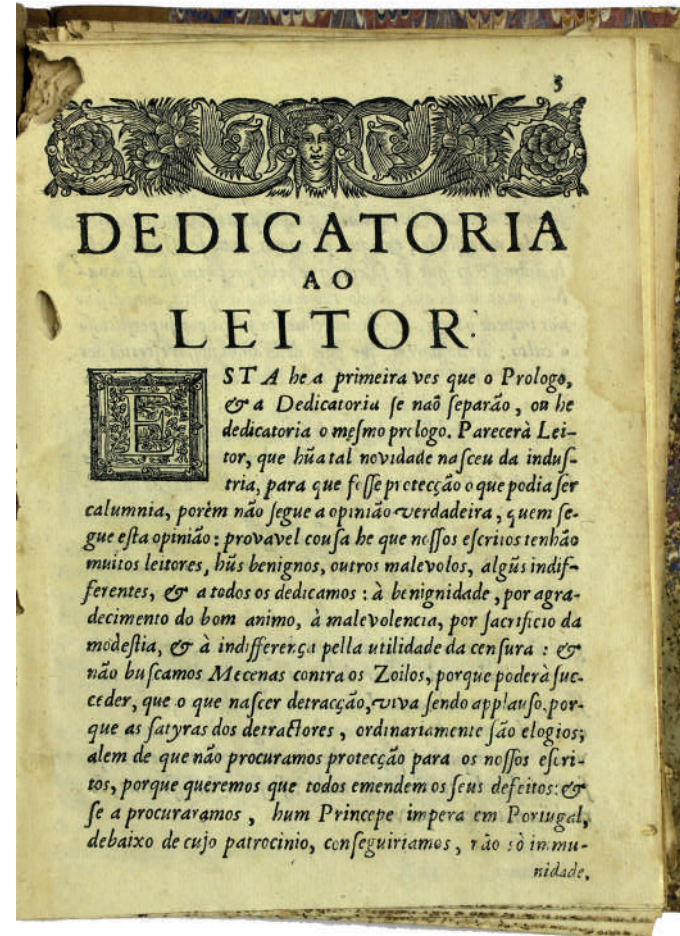 3
DEDICATORIA
AO
LEITOR.
ESTA he a primeira ves que o Prologo,
& a Dedicatoria ſe naõ ſeparão, ou he
dedicatoria o meſmo prologo. Parecerà Lei-
tor, que hũa tal novidade naſceu da induſ-
tria, para que foſſe protecção o que podia ſer
calumnia, porèm não ſegue a opinião verdadeira, quem ſe-
gue eſta opinião: provavel couſa he que noſſos eſcritos tenhão
muitos leitores, hũs benignos, outros malevolos, algũs indif-
ferentes, & a todos os dedicamos: à benignidade, por agra-
decimento do bom animo, à malevolencia, por ſacrificio da
modeſtia, & à indifferença pella utilidade da cenſura: &
não buſcamos Mecenas contra os Zoilos, porque poderà ſuc-
ceder, que o que naſcer detracção, viva ſendo applauſo, por-
que as ſatyras dos detractores, ordinariamente ſão elogios;
alem de que não procuramos protecção para os noſſos eſcri-
tos, porque queremos que todos emendem os ſeus defeitos: &
ſe a procuraramos, hum Princepe impera em Portugal,
debaixo de cujo patrocinio, conſeguiriamos, não ſò immu-
nidade,